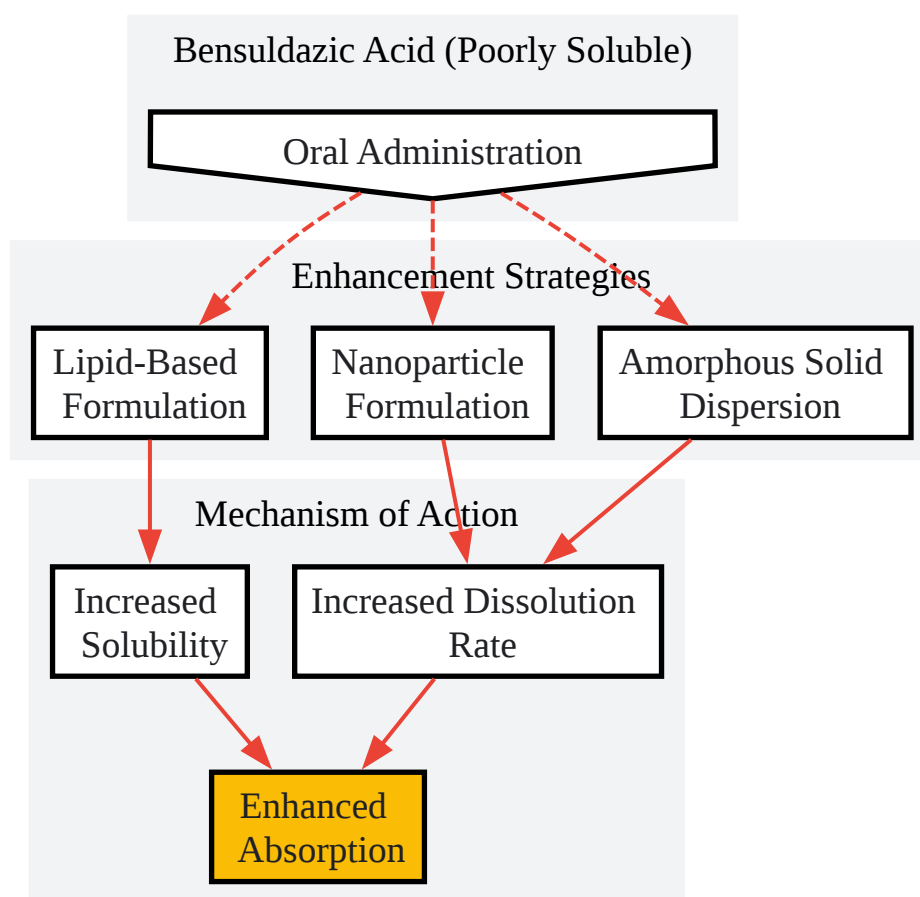 Bensuldazic Acid (Poorly Soluble)
Oral Administration
Enhancement Strategies
Lipid-Based
Formulation
Nanoparticle
Formulation
Amorphous Solid
Dispersion
Mechanism of Action
Increased
Solubility
Increased Dissolution
Rate
Enhanced
Absorption